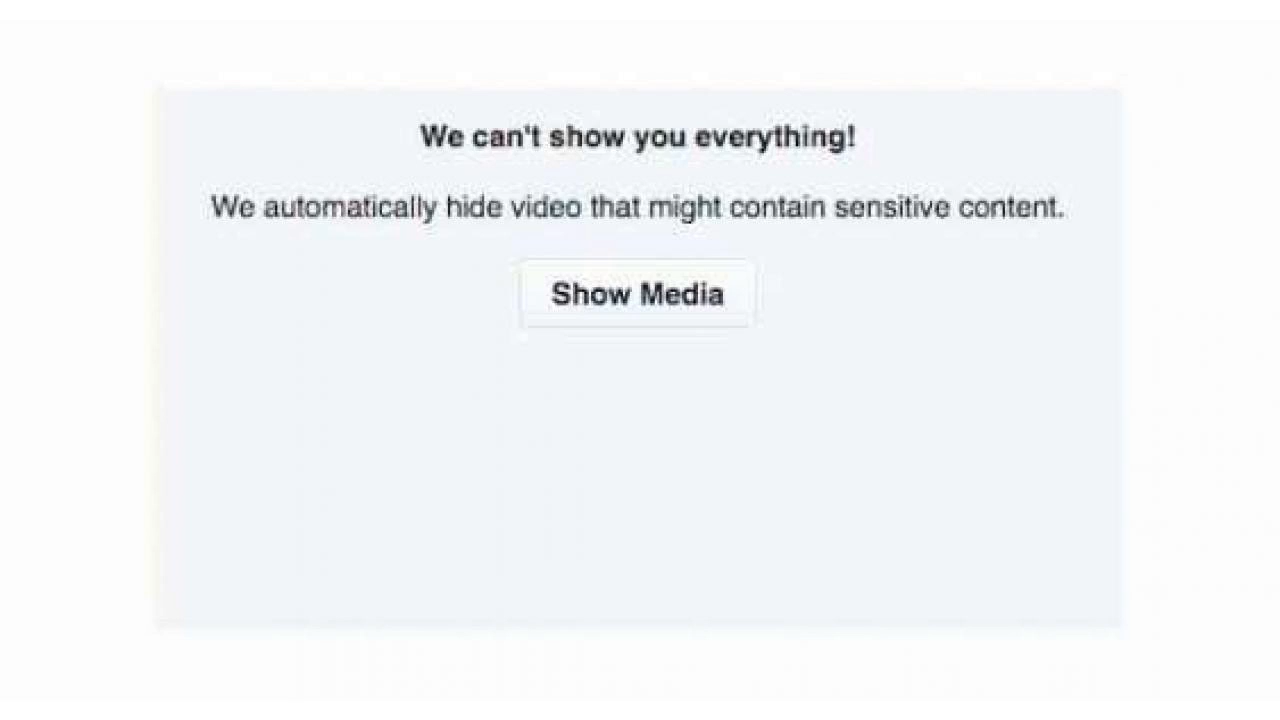 We can't show you everything!
We automatically hide video that might contain sensitive content.
Show Media